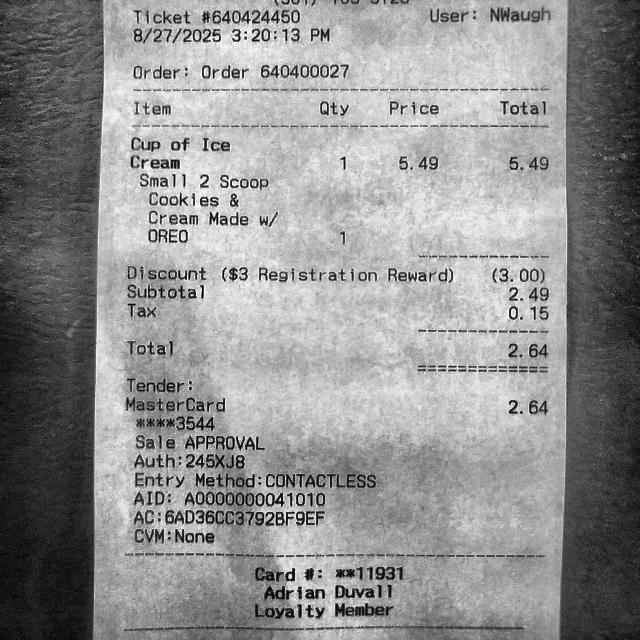 Ticket #640424450 User: NWaugh
8/27/2025 3:20:13 PM
Order: Order 640400027
Item Qty Price Total
Cup of Ice
Cream 1 5.49 5.49
Small 2 Scoop
Cookies &
Cream Made w/
OREO 1
Discount ($3 Registration Reward) (3.00)
Subtotal 2.49
Tax 0.15
Total 2.64
Tender:
MasterCard 2.64
****3544
Sale APPROVAL
Auth:245XJ8
Entry Method:CONTACTLESS
AID: A0000000041010
AC:6AD36CC3792BF9EF
CVM:None
Card #: **11931
Adrian Duvall
Loyalty Member